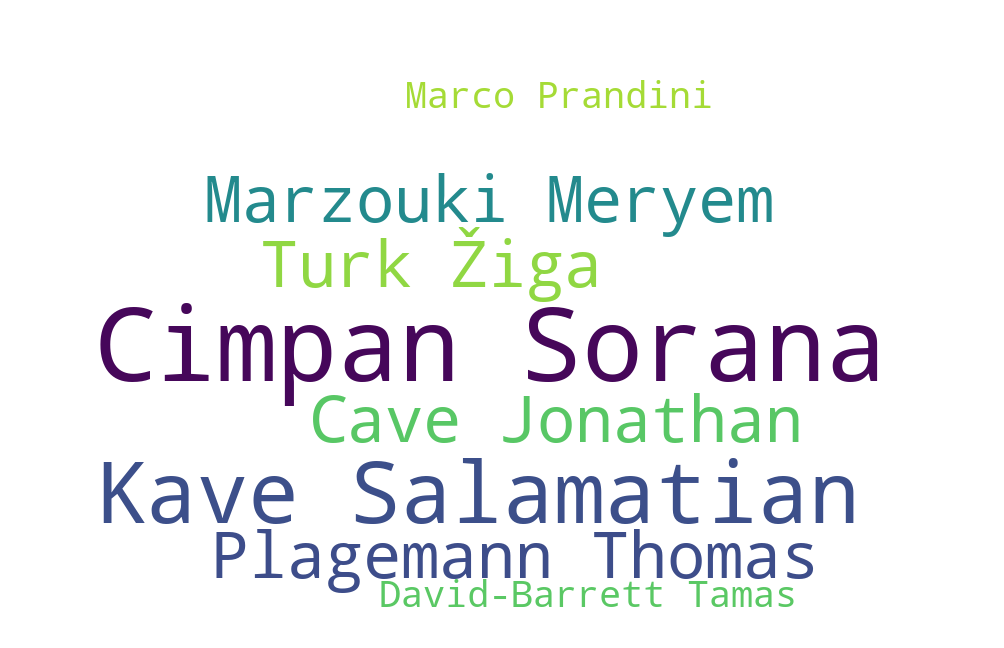 Marco Prandini
Marzouki Meryem
Turk Žiga
Cimpan Sorana
Cave Jonathan
Kave Salamatian
Plagemann Thomas
David-Barrett Tamas